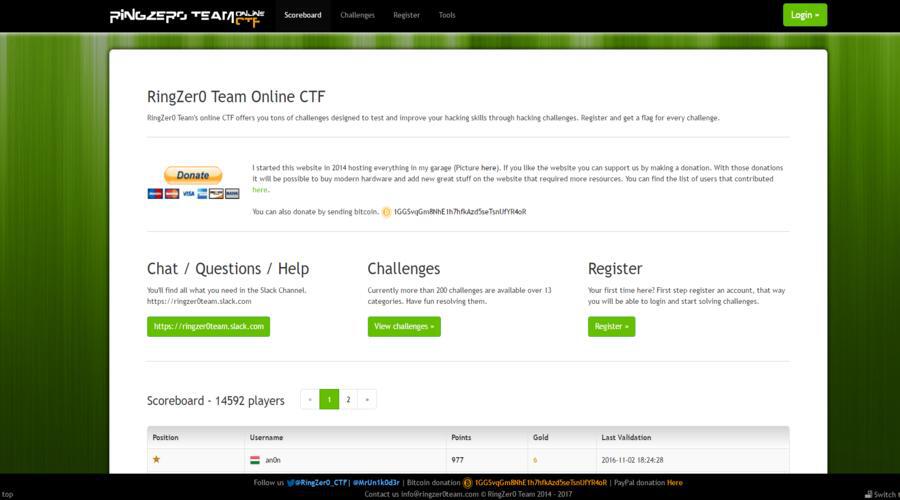 RiNGZER0 TEAM ONLINE CTF
Scoreboard Challenges Register Tools Login »
RingZer0 Team Online CTF
RingZer0 Team's online CTF offers you tons of challenges designed to test and improve your hacking skills through hacking challenges. Register and get a flag for every challenge.
Donate
VISA
I started this website in 2014 hosting everything in my garage (Picture here). If you like the website you can support us by making a donation. With those donations
it will be possible to buy modern hardware and add new great stuff on the website that required more resources. You can find the list of users that contributed
here.
You can also donate by sending bitcoin. 1GG5vqGm8NhE1h7hfkAzd5seTsnUfYR4oR
Chat / Questions / Help
You'll find all what you need in the Slack Channel.
https://ringzer0team.slack.com
https://ringzer0team.slack.com
Challenges
Currently more than 200 challenges are available over 13
categories. Have fun resolving them.
View challenges »
Register
Your first time here? First step register an account, that way
you will be able to login and start solving challenges.
Register »
Scoreboard - 14592 players
« 1 2 »
Position Username Points Gold Last Validation
an0n 977 6 2016-11-02 18:24:28
Follow us @RingZer0_CTF | @MrUn1k0d3r | Bitcoin donation 1GG5vqGm8NhE1h7hfkAzd5seTsnUfYR4oR | PayPal donation Here
top Contact us info@ringzer0team.com © RingZer0 Team 2014 - 2017 Switch t